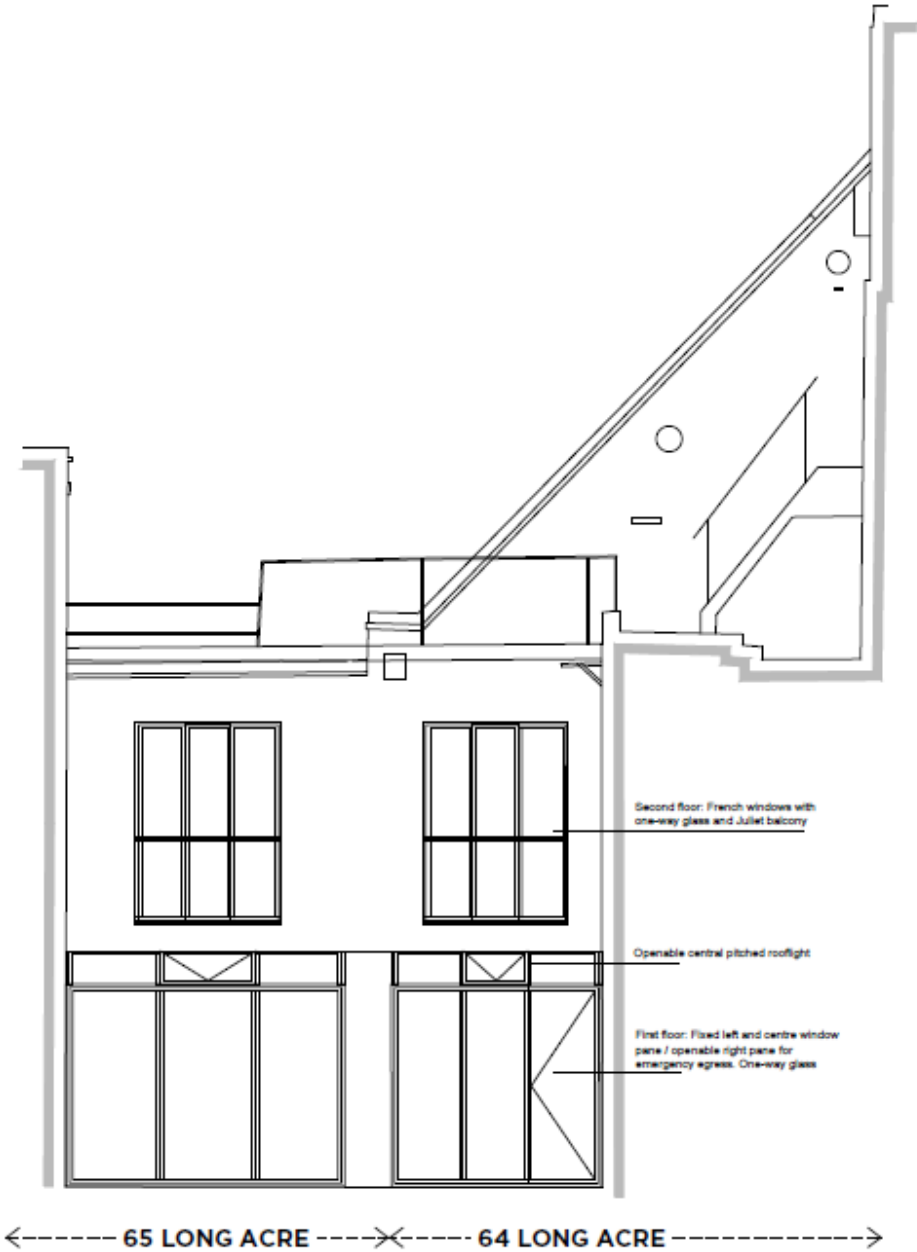 Second floor: French windows with
one-way glass and Juliet balcony
Openable central pitched rooflight
First floor: Fixed left and centre window
pane / openable right pane for
emergency egress. One-way glass
65 LONG ACRE
64 LONG ACRE